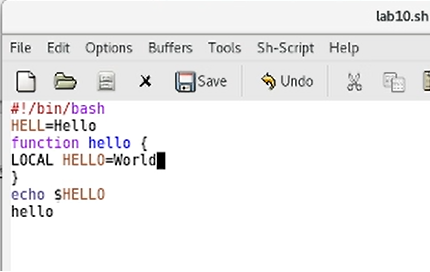 lab10.sh
File Edit Options Buffers Tools Sh-Script Help
Save Undo
#!/bin/bash
HELL=Hello
function hello {
LOCAL HELLO=World
}
echo $HELLO
hello